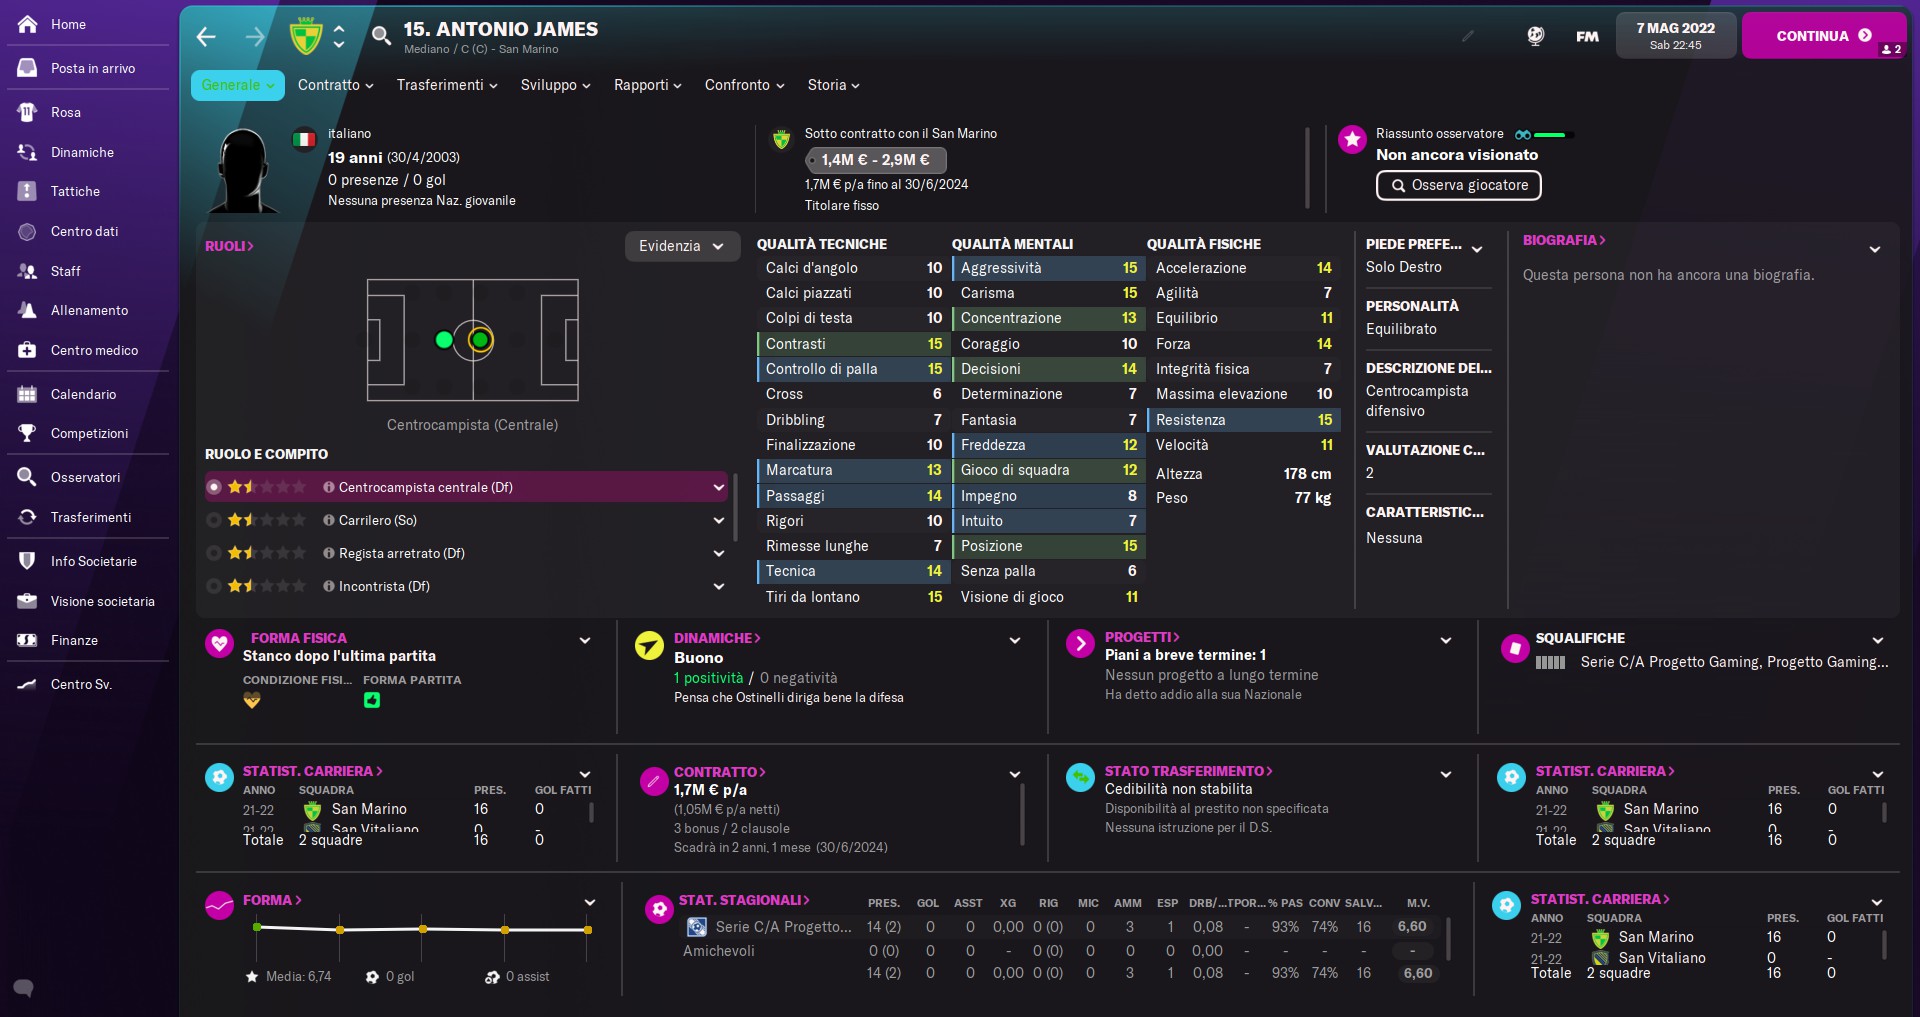 Home
Posta in arrivo
Rosa
Dinamiche
Tattiche
Centro dati
Staff
Allenamento
Centro medico
Calendario
Competizioni
Osservatori
Trasferimenti
Info Societarie
Visione societaria
Finanze
Centro Sv.
15. ANTONIO JAMES
Mediano / C (C) - San Marino
FM
7 MAG 2022
Sab 22:45
CONTINUA
2
Generale Contratto Trasferimenti Sviluppo Rapporti Confronto Storia
italiano
19 anni (30/4/2003)
0 presenze / 0 gol
Nessuna presenza Naz. giovanile
Sotto contratto con il San Marino
1,4M € - 2,9M €
1,7M € p/a fino al 30/6/2024
Titolare fisso
Riassunto osservatore
Non ancora visionato
Osserva giocatore
RUOLI>
Evidenzia
Centrocampista (Centrale)
RUOLO E COMPITO
Centrocampista centrale (Df)
Carrilero (So)
Regista arretrato (Df)
Incontrista (Df)
QUALITÀ TECNICHE
Calci d'angolo 10
Calci piazzati 10
Colpi di testa 10
Contrasti 15
Controllo di palla 15
Cross 6
Dribbling 7
Finalizzazione 10
Marcatura 13
Passaggi 14
Rigori 10
Rimesse lunghe 7
Tecnica 14
Tiri da lontano 15
QUALITÀ MENTALI
Aggressività 15
Carisma 15
Concentrazione 13
Coraggio 10
Decisioni 14
Determinazione 7
Fantasia 7
Freddezza 12
Gioco di squadra 12
Impegno 8
Intuito 7
Posizione 15
Senza palla 6
Visione di gioco 11
QUALITÀ FISICHE
Accelerazione 14
Agilità 7
Equilibrio 11
Forza 14
Integrità fisica 7
Massima elevazione 10
Resistenza 15
Velocità 11
Altezza 178 cm
Peso 77 kg
PIEDE PREFE...
Solo Destro
PERSONALITÀ
Equilibrato
DESCRIZIONE DEI...
Centrocampista
difensivo
VALUTAZIONE C...
2
CARATTERISTIC...
Nessuna
BIOGRAFIA>
Questa persona non ha ancora una biografia.
FORMA FISICA
Stanco dopo l'ultima partita
CONDIZIONE FISI... FORMA PARTITA
DINAMICHE>
Buono
1 positività / 0 negatività
Pensa che Ostinelli diriga bene la difesa
PROGETTI>
Piani a breve termine: 1
Nessun progetto a lungo termine
Ha detto addio alla sua Nazionale
SQUALIFICHE
Serie C/A Progetto Gaming, Progetto Gaming...
STATIST. CARRIERA>
ANNO SQUADRA PRES. GOL FATTI
21-22 San Marino 16 0
21-22 San Vitaliano 0 -
Totale 2 squadre 16 0
CONTRATTO>
1,7M € p/a
(1,05M € p/a netti)
3 bonus / 2 clausole
Scadrà in 2 anni, 1 mese (30/6/2024)
STATO TRASFERIMENTO>
Cedibilità non stabilita
Disponibilità al prestito non specificata
Nessuna istruzione per il D.S.
STATIST. CARRIERA>
ANNO SQUADRA PRES. GOL FATTI
21-22 San Marino 16 0
21-22 San Vitaliano 0 -
Totale 2 squadre 16 0
FORMA>
Media: 6,74 0 gol 0 assist
STAT. STAGIONALI>
PRES. GOL ASST XG RIG MIC AMM ESP DRB/... TPOR... % PAS CONV SALV... M.V.
Serie C/A Progetto... 14 (2) 0 0 0,00 0 (0) 0 3 1 0,08 - 93% 74% 16 6,60
Amichevoli 0 (0) 0 0 - 0 (0) 0 0 0 0,00 - - - - -
14 (2) 0 0 0,00 0 (0) 0 3 1 0,08 - 93% 74% 16 6,60
STATIST. CARRIERA>
ANNO SQUADRA PRES. GOL FATTI
21-22 San Marino 16 0
21-22 San Vitaliano 0 -
Totale 2 squadre 16 0